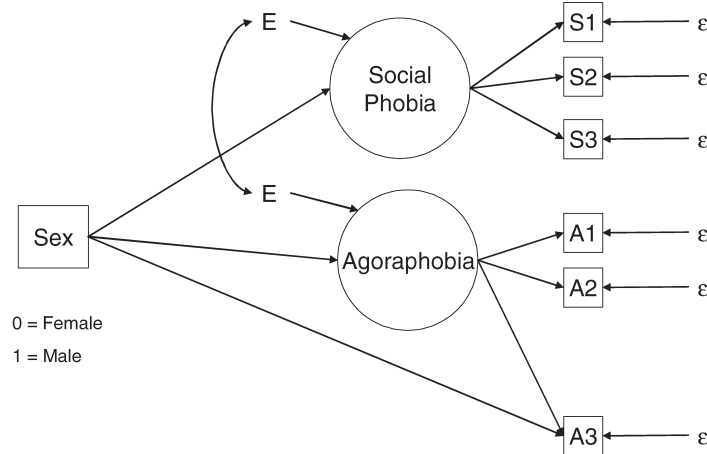 E
S1
ε
Social
Phobia
S2
ε
S3
ε
E
Sex
Agoraphobia
A1
ε
A2
ε
0 = Female
1 = Male
A3
ε